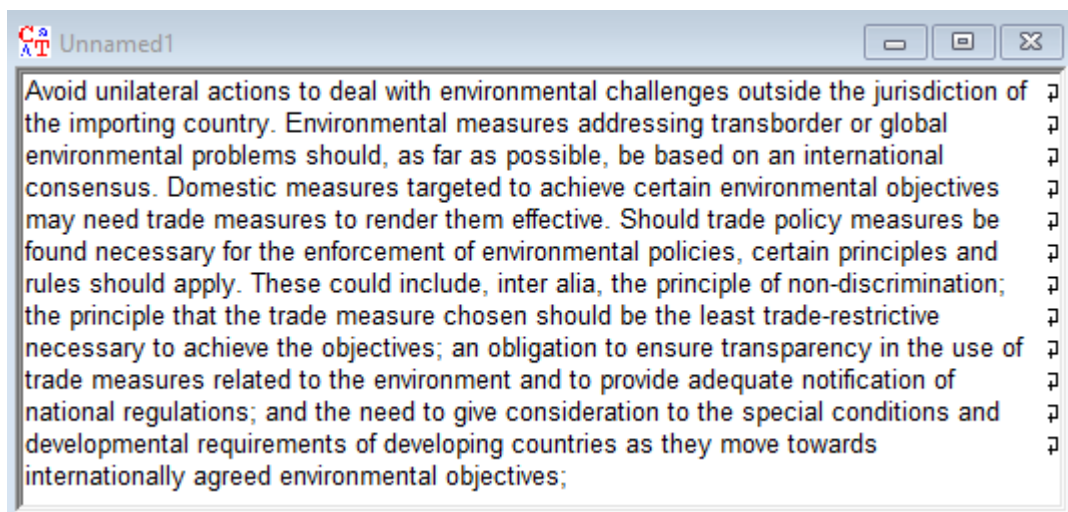 Unnamed1
Avoid unilateral actions to deal with environmental challenges outside the jurisdiction of
the importing country. Environmental measures addressing transborder or global
environmental problems should, as far as possible, be based on an international
consensus. Domestic measures targeted to achieve certain environmental objectives
may need trade measures to render them effective. Should trade policy measures be
found necessary for the enforcement of environmental policies, certain principles and
rules should apply. These could include, inter alia, the principle of non-discrimination;
the principle that the trade measure chosen should be the least trade-restrictive
necessary to achieve the objectives; an obligation to ensure transparency in the use of
trade measures related to the environment and to provide adequate notification of
national regulations; and the need to give consideration to the special conditions and
developmental requirements of developing countries as they move towards
internationally agreed environmental objectives;